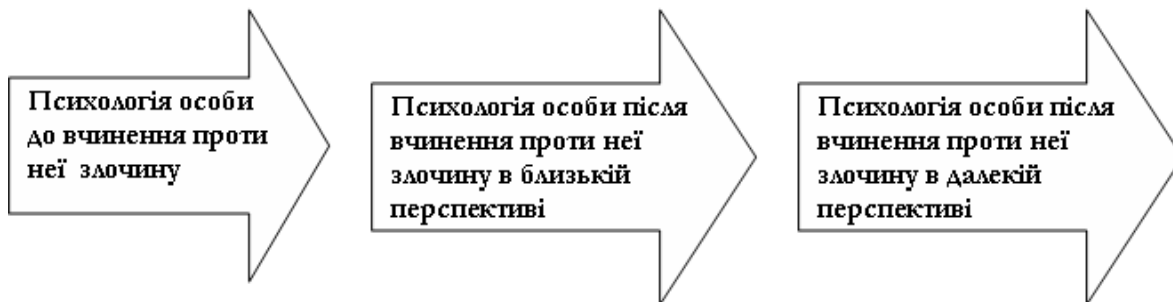 Психологія особи
до вчинення проти
неї злочину
Психологія особи після
вчинення проти неї
злочину в близькій
перспективі
Психологія особи після
вчинення проти неї
злочину в далекій
перспективі